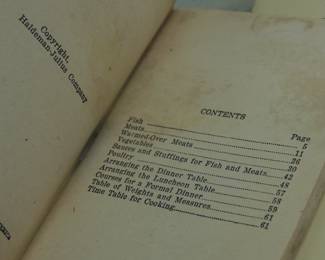 Copyright,
Haldeman-Julius Company
CONTENTS
Page
Fish 5
Meats 11
Warmed-Over Meats 26
Vegetables 30
Sauces and Stuffings for Fish and Meats 42
Poultry 48
Arranging the Dinner Table 57
Arranging the Luncheon Table 58
Courses for a Formal Dinner 59
Table of Weights and Measures 61
Time Table for Cooking 61